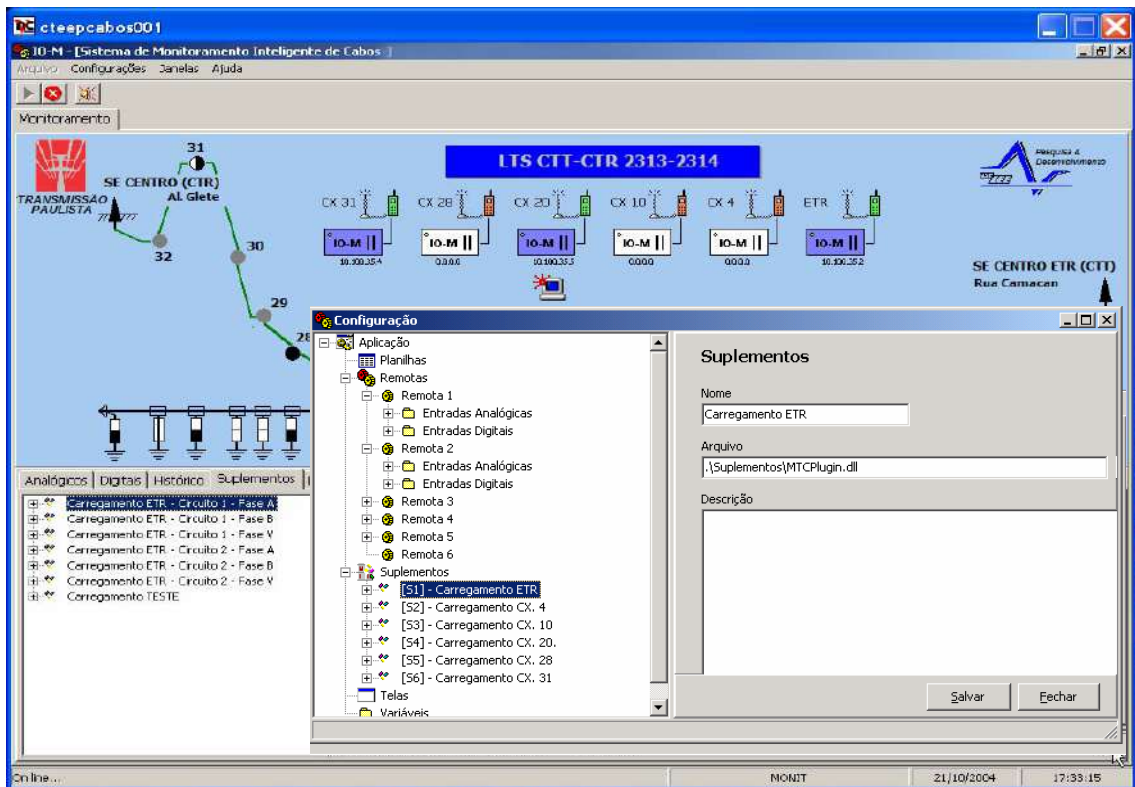 cteepcabos001
IO-M - [Sistema de Monitoramento Inteligente de Cabos ]
Arquivo Configurações Janelas Ajuda
Monitoramento
TRANSMISSÃO
PAULISTA
31
SE CENTRO (CTR)
Al. Glete
32
30
29
28
LTS CTT-CTR 2313-2314
Pesquisa &
Desenvolvimento
CX 31
CX 28
CX 20
CX 10
CX 4
ETR
IO-M
IO-M
IO-M
IO-M
IO-M
IO-M
10.100.35.4
0.0.0.0
10.100.35.3
0.0.0.0
0.0.0.0
10.100.35.2
SE CENTRO ETR (CTT)
Rua Camacan
Analógicos Digitais Histórico Suplementos
Carregamento ETR - Circuito 1 - Fase A
Carregamento ETR - Circuito 1 - Fase B
Carregamento ETR - Circuito 1 - Fase V
Carregamento ETR - Circuito 2 - Fase A
Carregamento ETR - Circuito 2 - Fase B
Carregamento ETR - Circuito 2 - Fase V
Carregamento TESTE
Configuração
Aplicação
Planilhas
Remotas
Remota 1
Entradas Analógicas
Entradas Digitais
Remota 2
Entradas Analógicas
Entradas Digitais
Remota 3
Remota 4
Remota 5
Remota 6
Suplementos
[S1] - Carregamento ETR
[S2] - Carregamento CX. 4
[S3] - Carregamento CX. 10
[S4] - Carregamento CX. 20.
[S5] - Carregamento CX. 28
[S6] - Carregamento CX. 31
Telas
Variáveis
Suplementos
Nome
Carregamento ETR
Arquivo
.\Suplementos\MTCPlugin.dll
Descrição
Salvar
Fechar
On line...
MONIT
21/10/2004
17:33:15